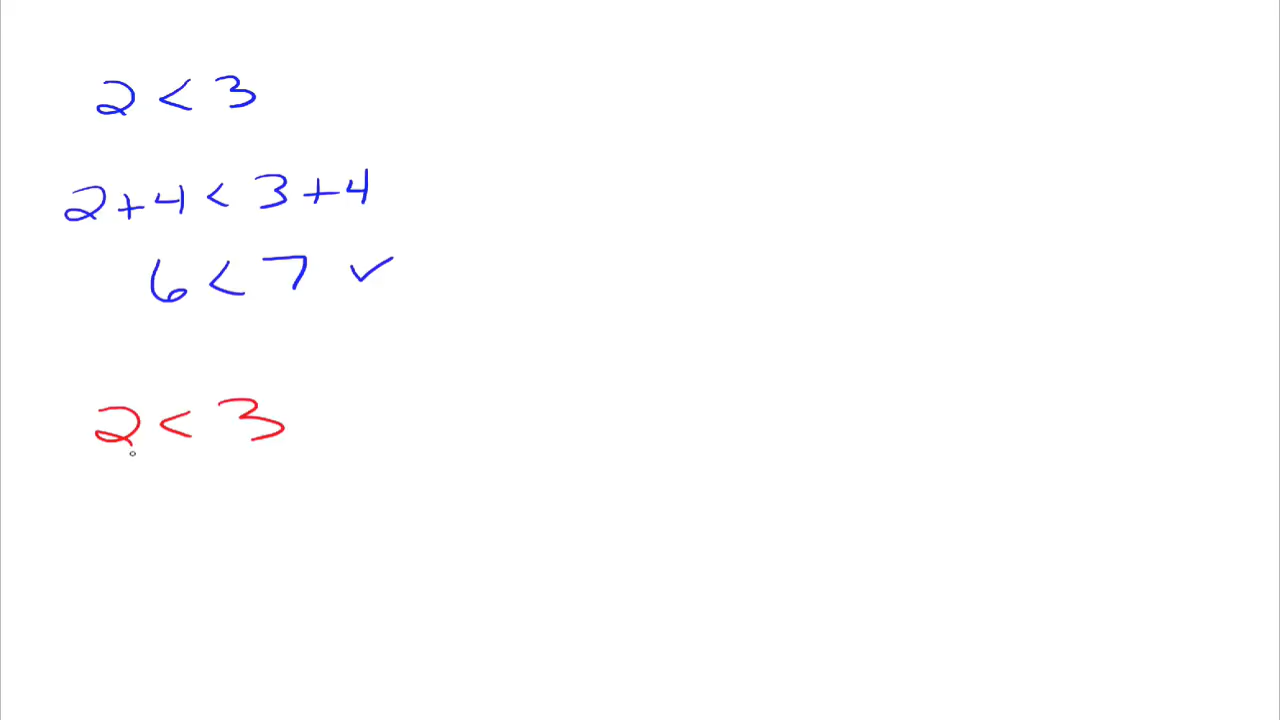 2 < 3
2+4 < 3+4
6 < 7 ✓
2 < 3